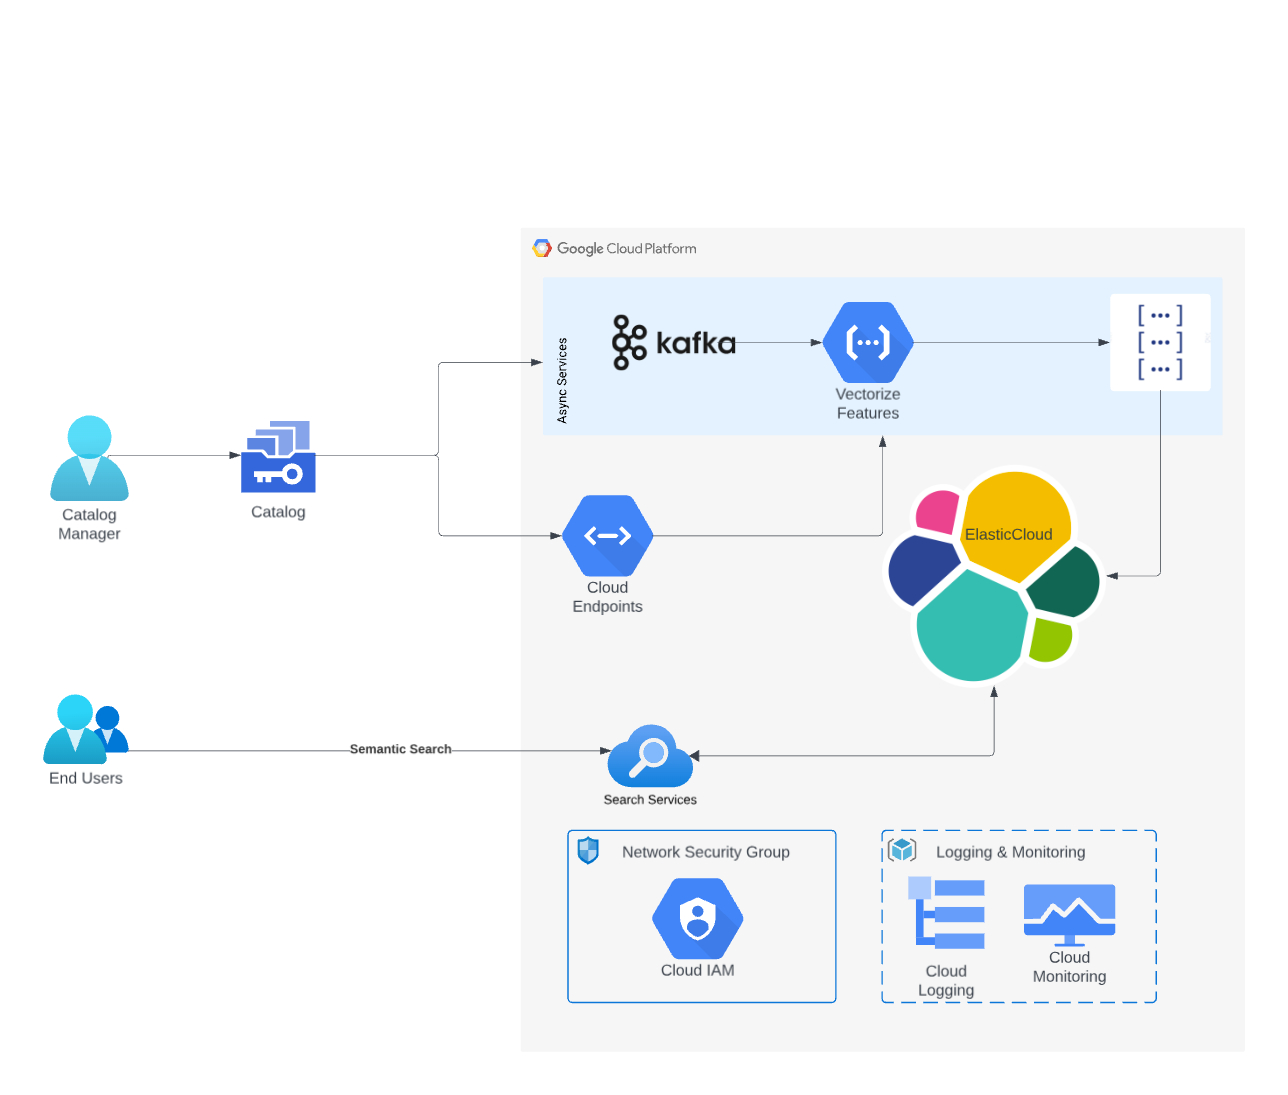 Google Cloud Platform
Async Services
kafka
Vectorize
Features
[···]
[···]
[···]
Catalog
Manager
Catalog
Cloud
Endpoints
ElasticCloud
End Users
Semantic Search
Search Services
Network Security Group
Cloud IAM
Logging & Monitoring
Cloud
Logging
Cloud
Monitoring